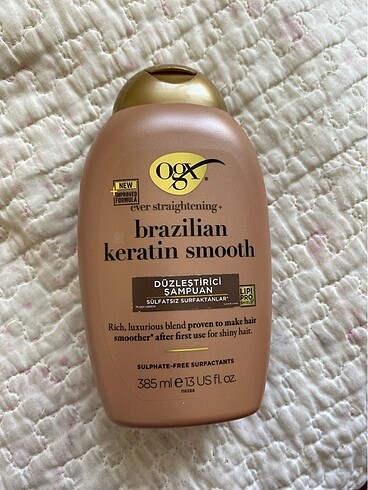 ogx
NEW
IMPROVED
FORMULA
ever straightening+
brazilian
keratin smooth
DÜZLEŞTİRİCİ
ŞAMPUAN
SÜLFATSIZ SURFAKTANLAR*
LIPI
PRO
Rich, luxurious blend proven to make hair
smoother* after first use for shiny hair.
SULPHATE-FREE SURFACTANTS
385 ml e 13 US fl. oz.